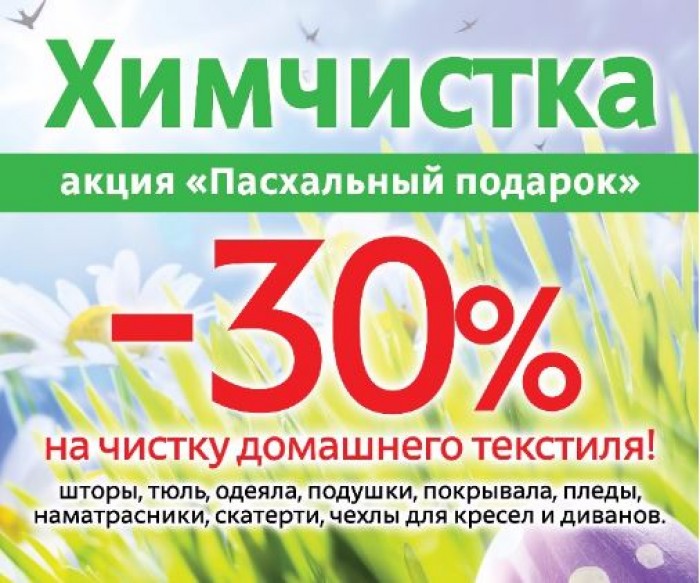 Химчистка
акция «Пасхальный подарок»
-30%
на чистку домашнего текстиля!
шторы, тюль, одеяла, подушки, покрывала, пледы,
наматрасники, скатерти, чехлы для кресел и диванов.